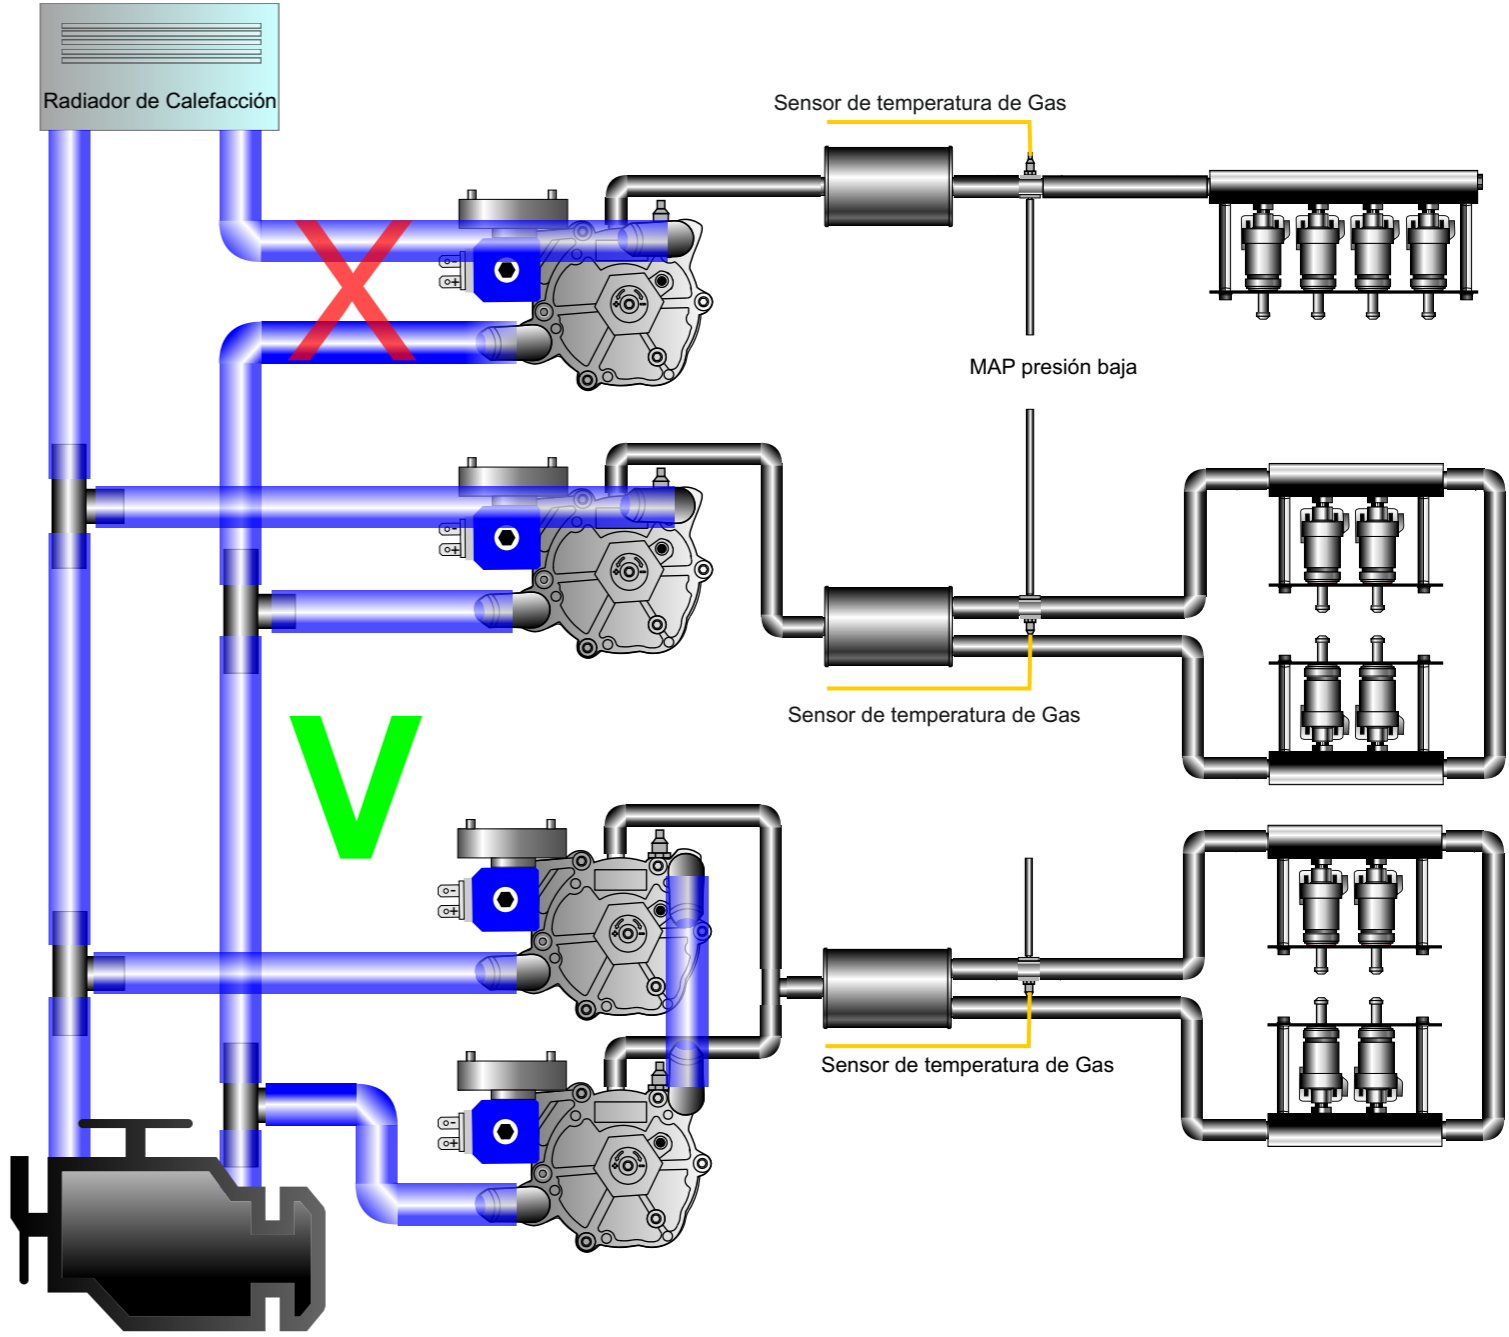 Radiador de Calefacción
Sensor de temperatura de Gas
X
MAP presión baja
Sensor de temperatura de Gas
V
Sensor de temperatura de Gas